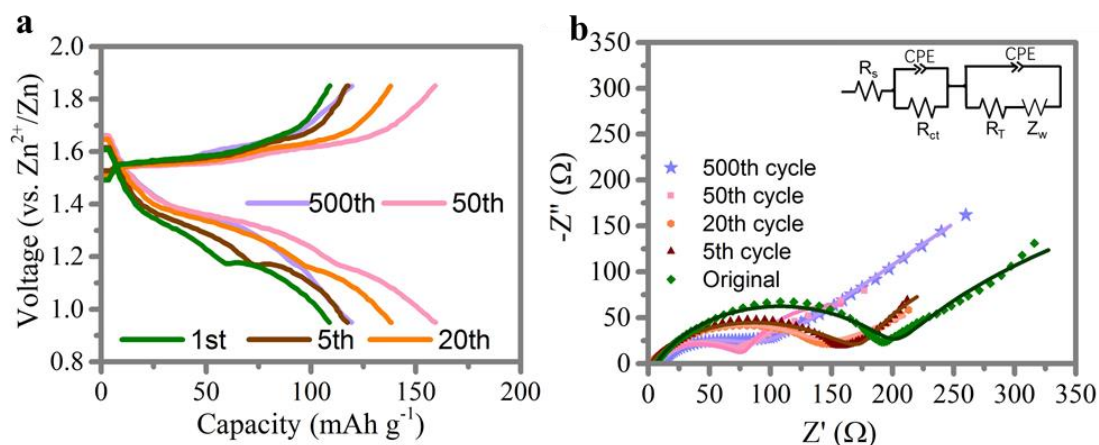 a
2.0
1.8
1.6
1.4
1.2
1.0
0.8
Voltage (vs. Zn²⁺/Zn)
500th 50th
1st 5th 20th
0 50 100 150 200
Capacity (mAh g⁻¹)
b
350
300
250
200
150
100
50
0
-Z" (Ω)
CPE CPE
Rs
Rct RT Zw
500th cycle
50th cycle
20th cycle
5th cycle
Original
0 50 100 150 200 250 300 350
Z' (Ω)